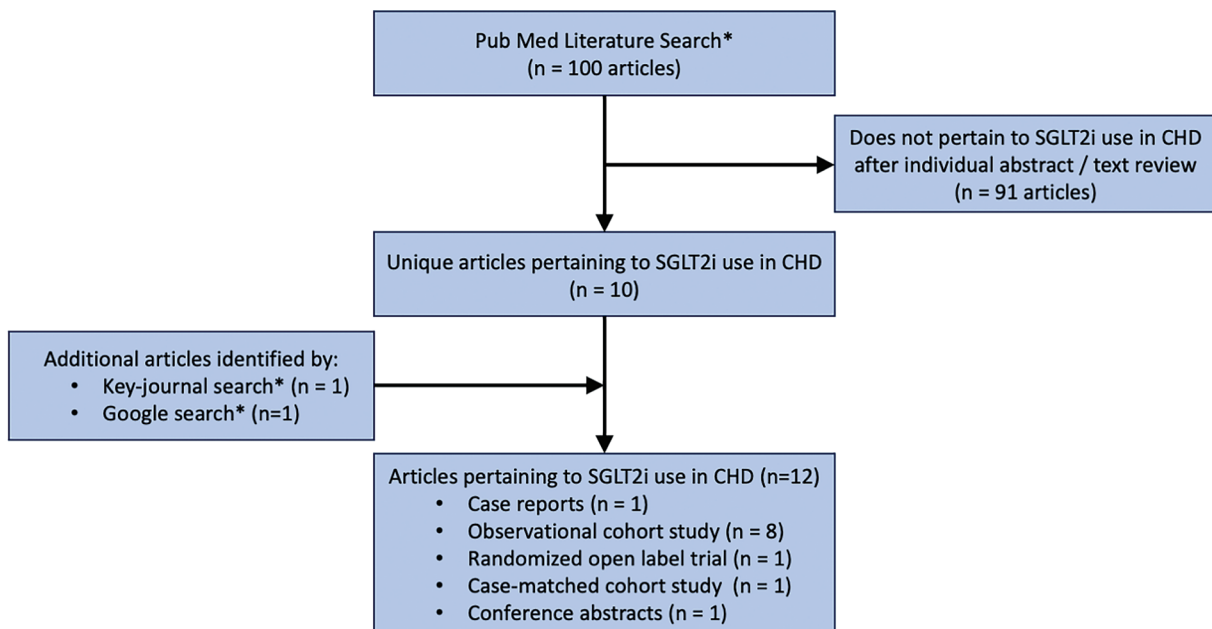 Pub Med Literature Search*
(n = 100 articles)
Does not pertain to SGLT2i use in CHD
after individual abstract / text review
(n = 91 articles)
Unique articles pertaining to SGLT2i use in CHD
(n = 10)
Additional articles identified by:
• Key-journal search* (n = 1)
• Google search* (n=1)
Articles pertaining to SGLT2i use in CHD (n=12)
• Case reports (n = 1)
• Observational cohort study (n = 8)
• Randomized open label trial (n = 1)
• Case-matched cohort study (n = 1)
• Conference abstracts (n = 1)